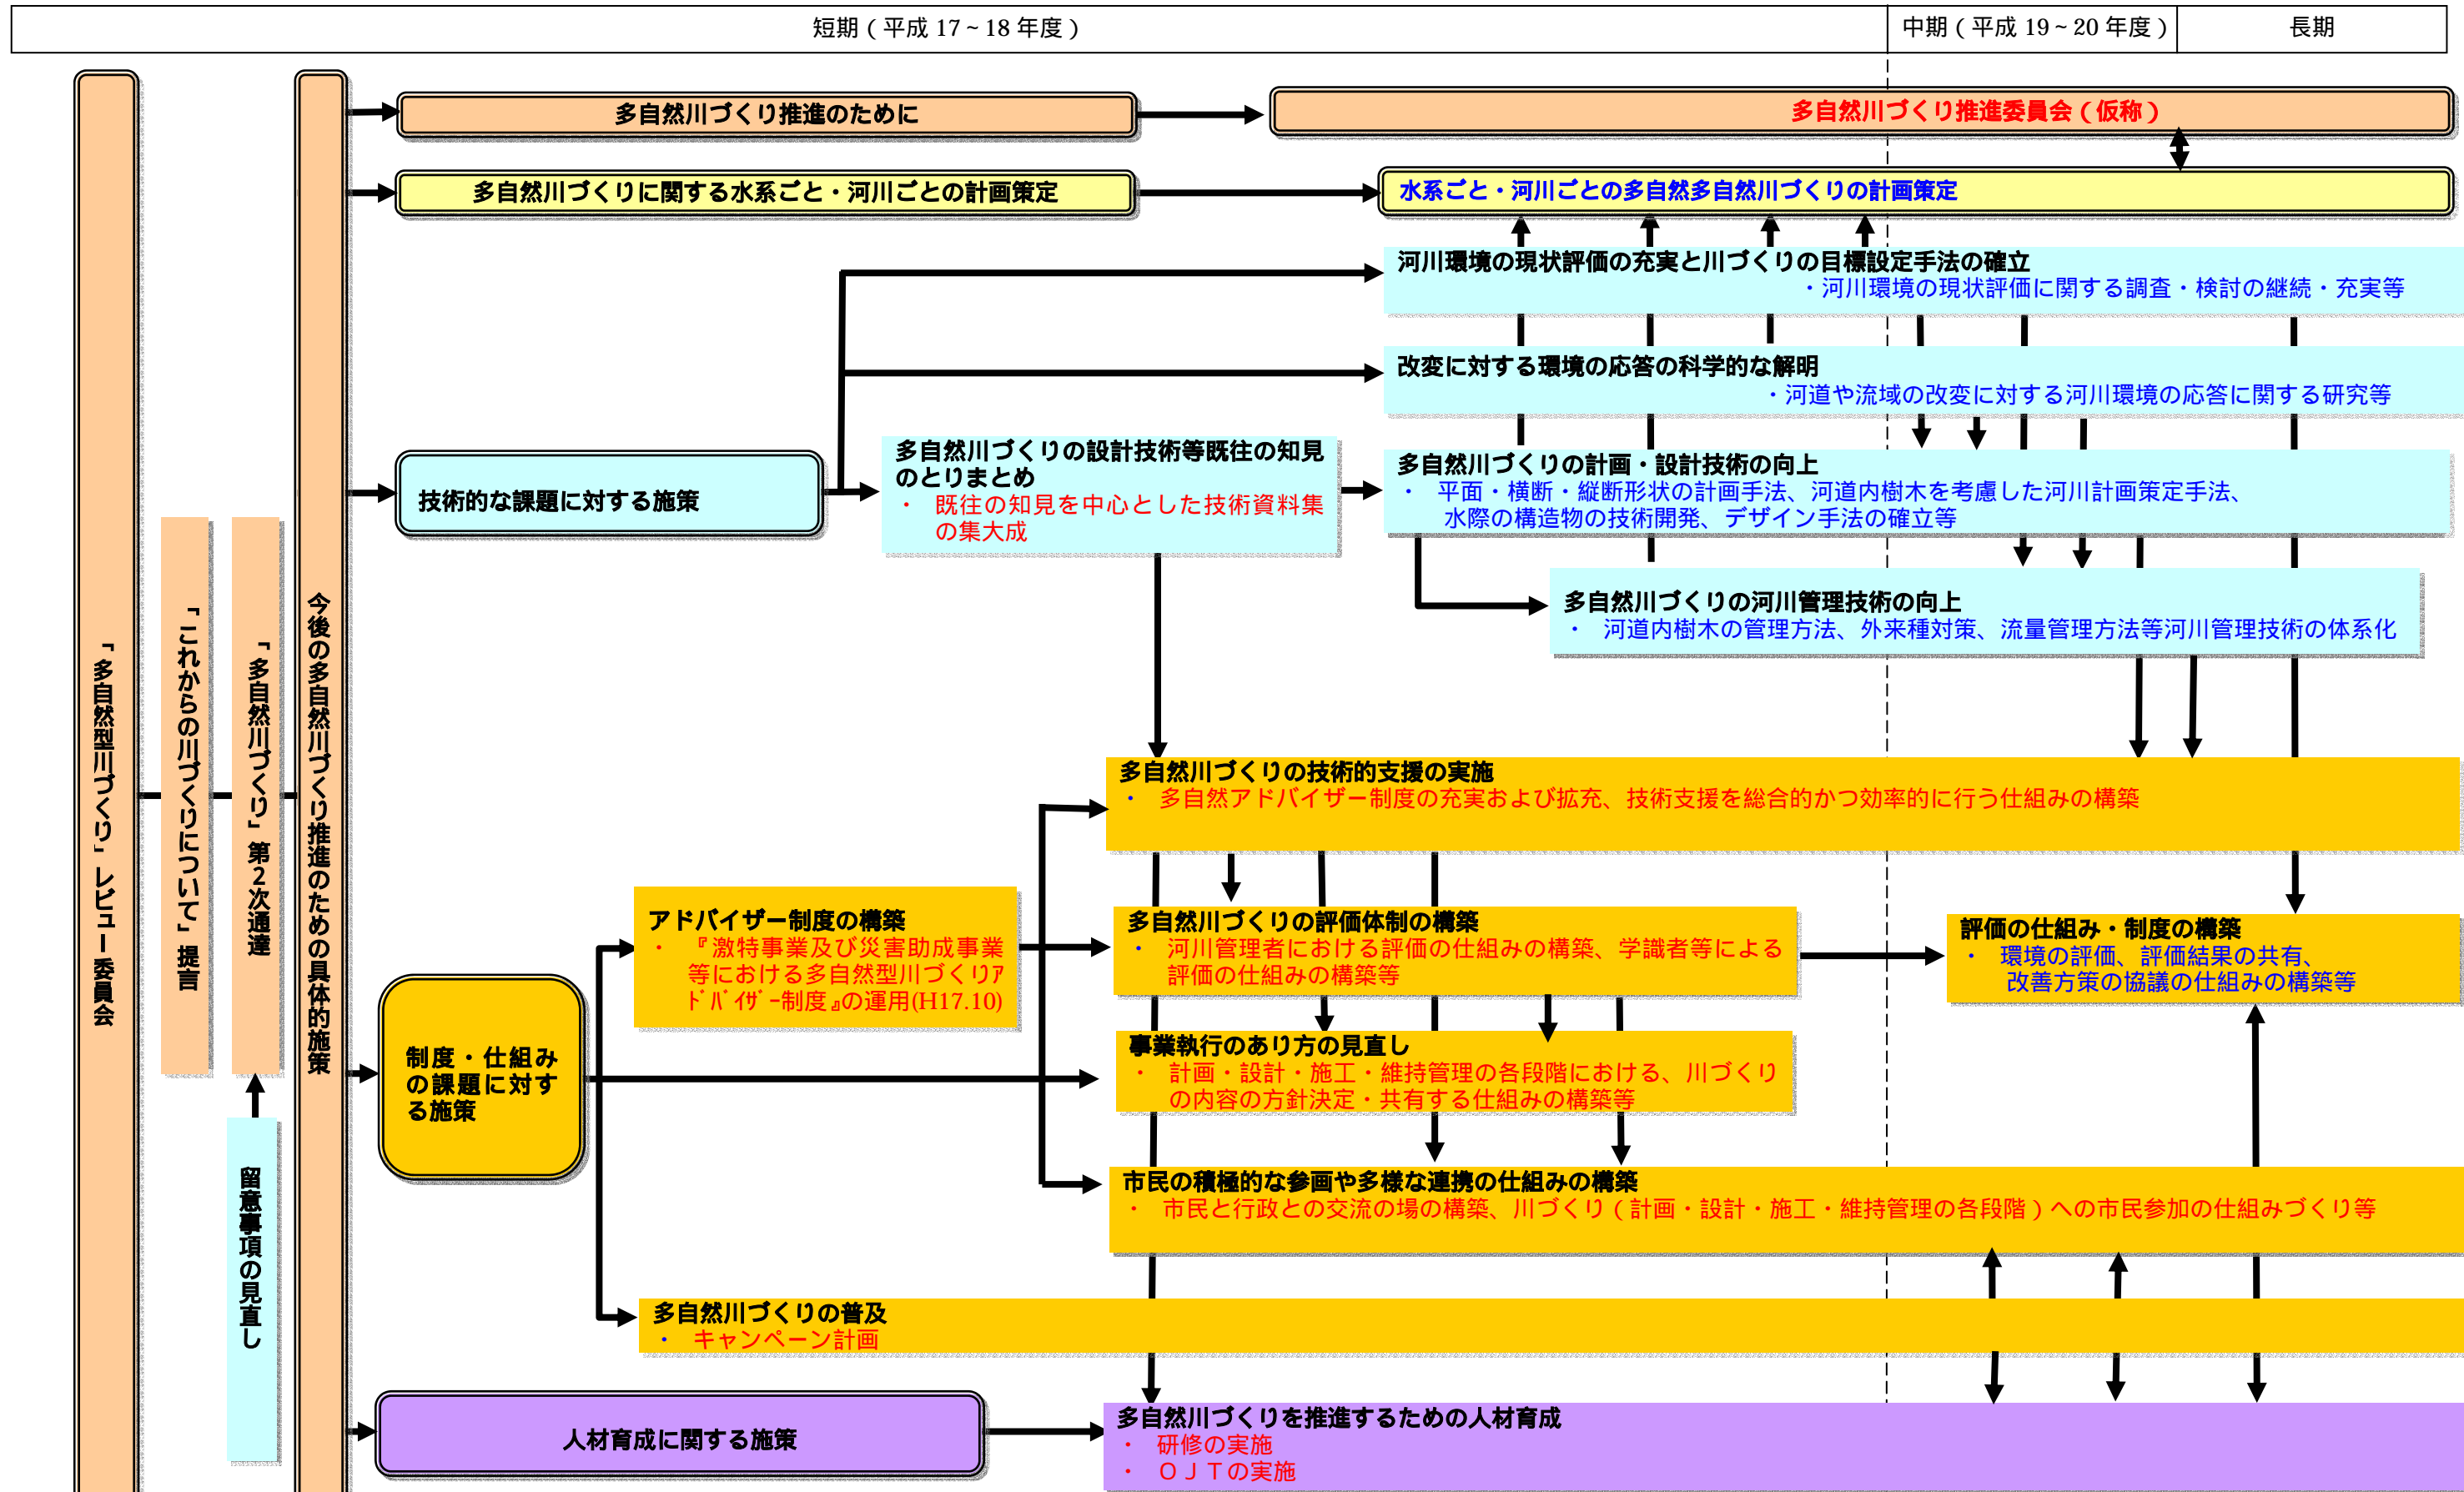 短期（平成 17～18 年度）
中期（平成 19～20 年度）
長期
「多自然型川づくり」レビュー委員会
「これからの川づくりについて」提言
「多自然川づくり」第２次通達
留意事項の見直し
今後の多自然川づくり推進のための具体的施策
多自然川づくり推進のために
多自然川づくり推進委員会（仮称）
多自然川づくりに関する水系ごと・河川ごとの計画策定
水系ごと・河川ごとの多自然多自然川づくりの計画策定
河川環境の現状評価の充実と川づくりの目標設定手法の確立
・河川環境の現状評価に関する調査・検討の継続・充実等
改変に対する環境の応答の科学的な解明
・河道や流域の改変に対する河川環境の応答に関する研究等
技術的な課題に対する施策
多自然川づくりの設計技術等既往の知見
のとりまとめ
・ 既往の知見を中心とした技術資料集
の集大成
多自然川づくりの計画・設計技術の向上
・ 平面・横断・縦断形状の計画手法、河道内樹木を考慮した河川計画策定手法、
水際の構造物の技術開発、デザイン手法の確立等
多自然川づくりの河川管理技術の向上
・ 河道内樹木の管理方法、外来種対策、流量管理方法等河川管理技術の体系化
多自然川づくりの技術的支援の実施
・ 多自然アドバイザー制度の充実および拡充、技術支援を総合的かつ効率的に行う仕組みの構築
制度・仕組み
の課題に対す
る施策
アドバイザー制度の構築
・ 『激特事業及び災害助成事業
等における多自然型川づくりｱ
ﾄﾞﾊﾞｲｻﾞｰ制度』の運用(H17.10)
多自然川づくりの評価体制の構築
・ 河川管理者における評価の仕組みの構築、学識者等による
評価の仕組みの構築等
評価の仕組み・制度の構築
・ 環境の評価、評価結果の共有、
改善方策の協議の仕組みの構築等
事業執行のあり方の見直し
・ 計画・設計・施工・維持管理の各段階における、川づくり
の内容の方針決定・共有する仕組みの構築等
市民の積極的な参画や多様な連携の仕組みの構築
・ 市民と行政との交流の場の構築、川づくり（計画・設計・施工・維持管理の各段階）への市民参加の仕組みづくり等
多自然川づくりの普及
・ キャンペーン計画
人材育成に関する施策
多自然川づくりを推進するための人材育成
・ 研修の実施
・ ＯＪＴの実施